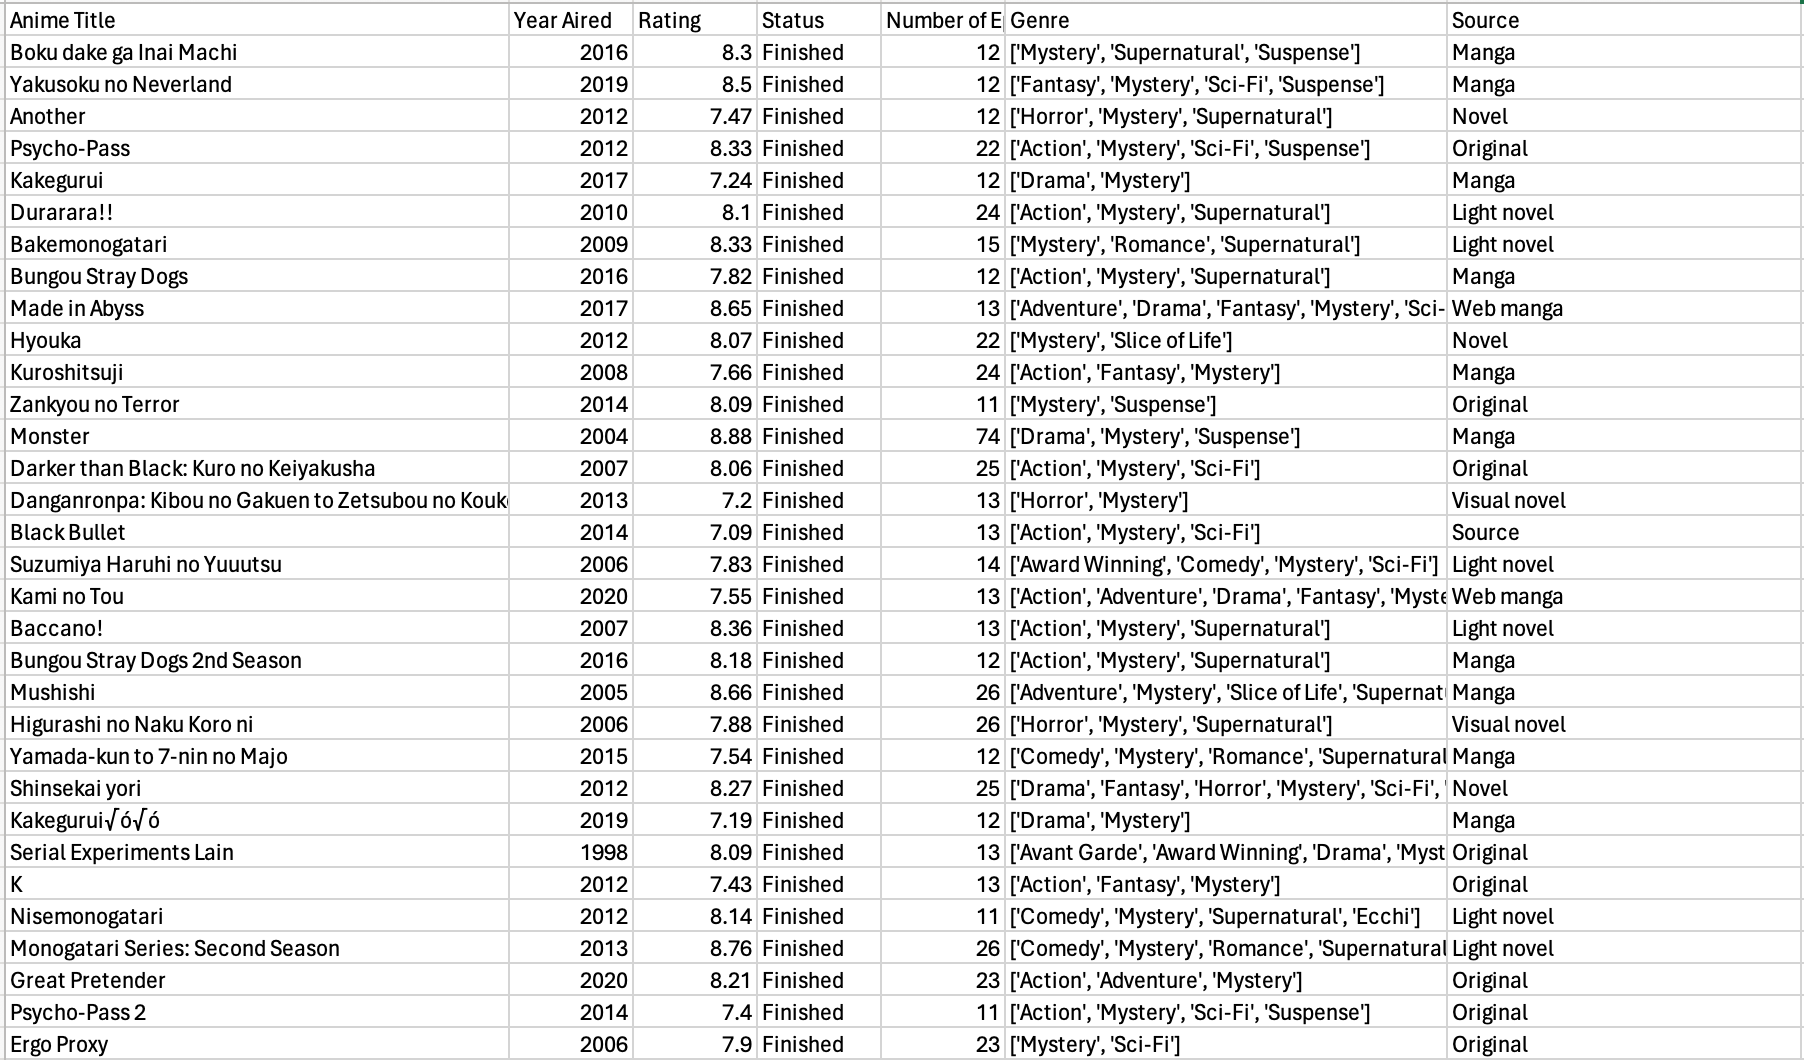 Anime Title Year Aired Rating Status Number of E Genre Source
Boku dake ga Inai Machi 2016 8.3 Finished 12 ['Mystery', 'Supernatural', 'Suspense'] Manga
Yakusoku no Neverland 2019 8.5 Finished 12 ['Fantasy', 'Mystery', 'Sci-Fi', 'Suspense'] Manga
Another 2012 7.47 Finished 12 ['Horror', 'Mystery', 'Supernatural'] Novel
Psycho-Pass 2012 8.33 Finished 22 ['Action', 'Mystery', 'Sci-Fi', 'Suspense'] Original
Kakegurui 2017 7.24 Finished 12 ['Drama', 'Mystery'] Manga
Durarara!! 2010 8.1 Finished 24 ['Action', 'Mystery', 'Supernatural'] Light novel
Bakemonogatari 2009 8.33 Finished 15 ['Mystery', 'Romance', 'Supernatural'] Light novel
Bungou Stray Dogs 2016 7.82 Finished 12 ['Action', 'Mystery', 'Supernatural'] Manga
Made in Abyss 2017 8.65 Finished 13 ['Adventure', 'Drama', 'Fantasy', 'Mystery', 'Sci- Web manga
Hyouka 2012 8.07 Finished 22 ['Mystery', 'Slice of Life'] Novel
Kuroshitsuji 2008 7.66 Finished 24 ['Action', 'Fantasy', 'Mystery'] Manga
Zankyou no Terror 2014 8.09 Finished 11 ['Mystery', 'Suspense'] Original
Monster 2004 8.88 Finished 74 ['Drama', 'Mystery', 'Suspense'] Manga
Darker than Black: Kuro no Keiyakusha 2007 8.06 Finished 25 ['Action', 'Mystery', 'Sci-Fi'] Original
Danganronpa: Kibou no Gakuen to Zetsubou no Kouk 2013 7.2 Finished 13 ['Horror', 'Mystery'] Visual novel
Black Bullet 2014 7.09 Finished 13 ['Action', 'Mystery', 'Sci-Fi'] Source
Suzumiya Haruhi no Yuuutsu 2006 7.83 Finished 14 ['Award Winning', 'Comedy', 'Mystery', 'Sci-Fi'] Light novel
Kami no Tou 2020 7.55 Finished 13 ['Action', 'Adventure', 'Drama', 'Fantasy', 'Myste Web manga
Baccano! 2007 8.36 Finished 13 ['Action', 'Mystery', 'Supernatural'] Light novel
Bungou Stray Dogs 2nd Season 2016 8.18 Finished 12 ['Action', 'Mystery', 'Supernatural'] Manga
Mushishi 2005 8.66 Finished 26 ['Adventure', 'Mystery', 'Slice of Life', 'Supernat Manga
Higurashi no Naku Koro ni 2006 7.88 Finished 26 ['Horror', 'Mystery', 'Supernatural'] Visual novel
Yamada-kun to 7-nin no Majo 2015 7.54 Finished 12 ['Comedy', 'Mystery', 'Romance', 'Supernatural Manga
Shinsekai yori 2012 8.27 Finished 25 ['Drama', 'Fantasy', 'Horror', 'Mystery', 'Sci-Fi', ' Novel
Kakegurui√ó√ó 2019 7.19 Finished 12 ['Drama', 'Mystery'] Manga
Serial Experiments Lain 1998 8.09 Finished 13 ['Avant Garde', 'Award Winning', 'Drama', 'Myst Original
K 2012 7.43 Finished 13 ['Action', 'Fantasy', 'Mystery'] Original
Nisemonogatari 2012 8.14 Finished 11 ['Comedy', 'Mystery', 'Supernatural', 'Ecchi'] Light novel
Monogatari Series: Second Season 2013 8.76 Finished 26 ['Comedy', 'Mystery', 'Romance', 'Supernatural Light novel
Great Pretender 2020 8.21 Finished 23 ['Action', 'Adventure', 'Mystery'] Original
Psycho-Pass 2 2014 7.4 Finished 11 ['Action', 'Mystery', 'Sci-Fi', 'Suspense'] Original
Ergo Proxy 2006 7.9 Finished 23 ['Mystery', 'Sci-Fi'] Original